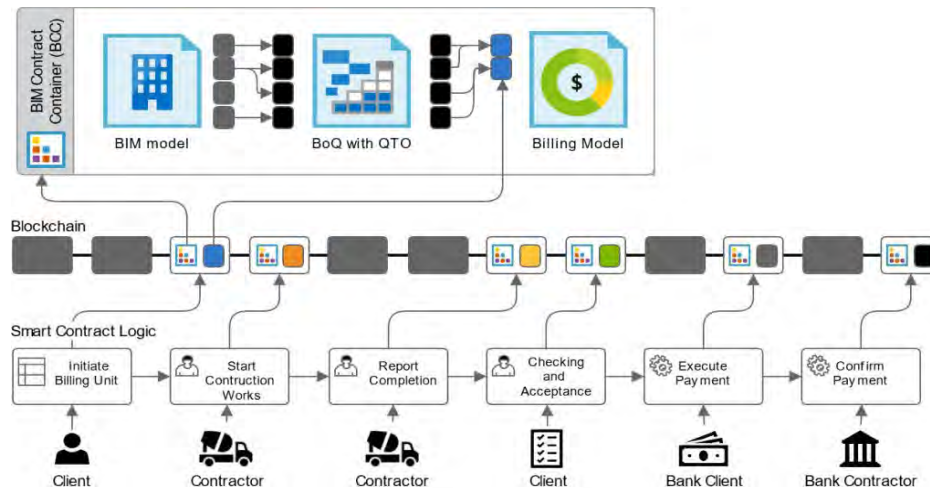 BIM Contract
Container (BCC)
BIM model
BoQ with QTO
$
Billing Model
Blockchain
Smart Contract Logic
Initiate
Billing Unit
Start
Contruction
Works
Report
Completion
Checking
and
Acceptance
Execute
Payment
Confirm
Payment
Client
Contractor
Contractor
Client
Bank Client
Bank Contractor